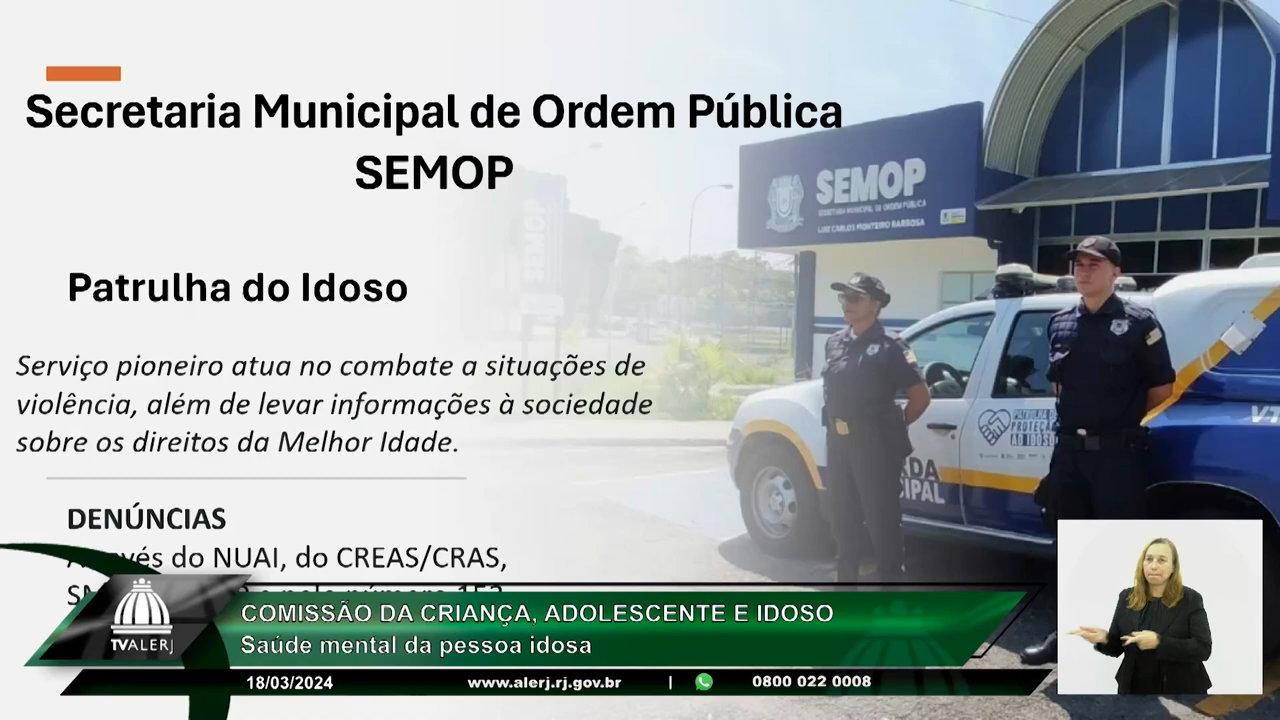 Secretaria Municipal de Ordem Pública
SEMOP
SEMOP
SECRETARIA MUNICIPAL DE ORDEM PÚBLICA
LUIZ CARLOS MONTEIRO BARBOSA
Patrulha do Idoso
Serviço pioneiro atua no combate a situações de
violência, além de levar informações à sociedade
sobre os direitos da Melhor Idade.
PATRULHA DE
PROTEÇÃO
AO IDOSO
DENÚNCIAS
do NUAI, do CREAS/CRAS,
COMISSÃO DA CRIANÇA, ADOLESCENTE E IDOSO
Saúde mental da pessoa idosa
TVALERJ
18/03/2024 www.alerj.rj.gov.br | 0800 022 0008